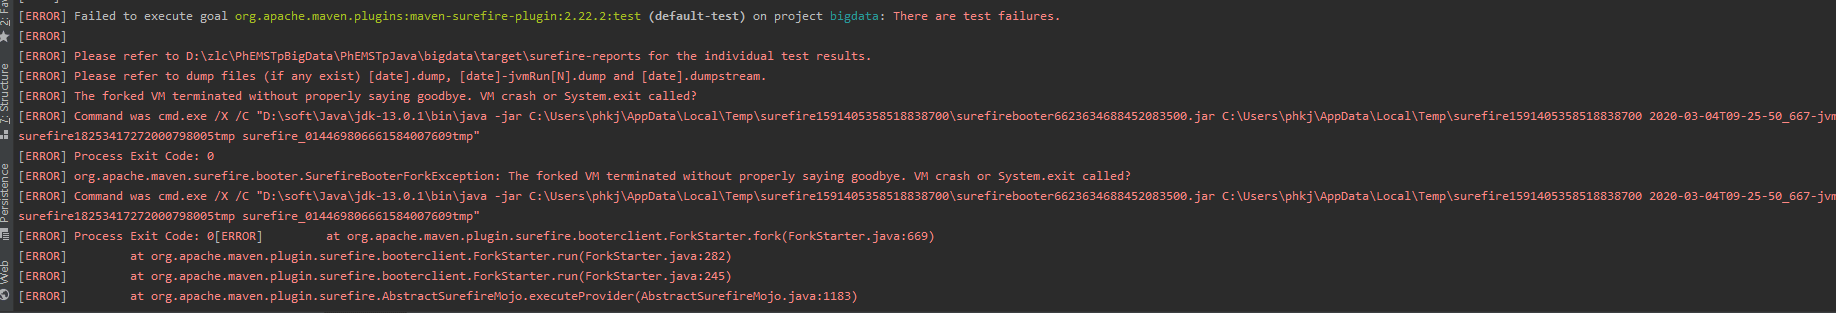 [ERROR] Failed to execute goal org.apache.maven.plugins:maven-surefire-plugin:2.22.2:test (default-test) on project bigdata: There are test failures.
[ERROR]
[ERROR] Please refer to D:\zlc\PhEMSTpBigData\PhEMSTpJava\bigdata\target\surefire-reports for the individual test results.
[ERROR] Please refer to dump files (if any exist) [date].dump, [date]-jvmRun[N].dump and [date].dumpstream.
[ERROR] The forked VM terminated without properly saying goodbye. VM crash or System.exit called?
[ERROR] Command was cmd.exe /X /C "D:\soft\Java\jdk-13.0.1\bin\java -jar C:\Users\phkj\AppData\Local\Temp\surefire1591405358518838700\surefirebooter6623634688452083500.jar C:\Users\phkj\AppData\Local\Temp\surefire1591405358518838700 2020-03-04T09-25-50_667-jvm
surefire18253417272000798005tmp surefire_0144698066661584007609tmp"
[ERROR] Process Exit Code: 0
[ERROR] org.apache.maven.surefire.booter.SurefireBooterForkException: The forked VM terminated without properly saying goodbye. VM crash or System.exit called?
[ERROR] Command was cmd.exe /X /C "D:\soft\Java\jdk-13.0.1\bin\java -jar C:\Users\phkj\AppData\Local\Temp\surefire1591405358518838700\surefirebooter6623634688452083500.jar C:\Users\phkj\AppData\Local\Temp\surefire1591405358518838700 2020-03-04T09-25-50_667-jvm
surefire18253417272000798005tmp surefire_0144698066661584007609tmp"
[ERROR] Process Exit Code: 0[ERROR] at org.apache.maven.plugin.surefire.booterclient.ForkStarter.fork(ForkStarter.java:669)
[ERROR] at org.apache.maven.plugin.surefire.booterclient.ForkStarter.run(ForkStarter.java:282)
[ERROR] at org.apache.maven.plugin.surefire.booterclient.ForkStarter.run(ForkStarter.java:245)
[ERROR] at org.apache.maven.plugin.surefire.AbstractSurefireMojo.executeProvider(AbstractSurefireMojo.java:1183)
7: Structure
Persistence
Web